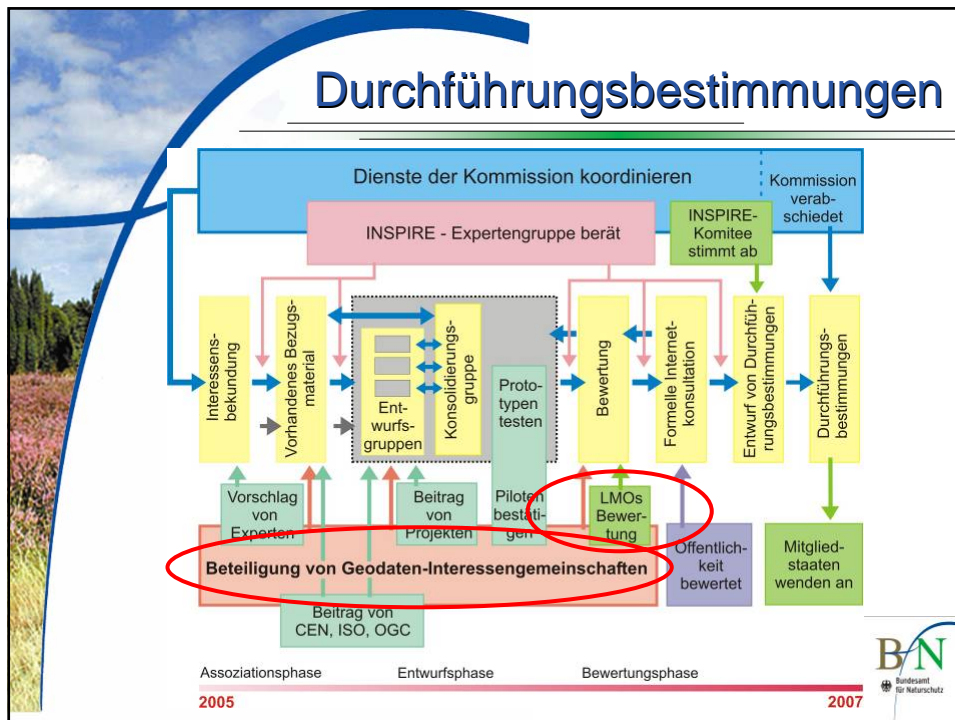 Durchführungsbestimmungen
Dienste der Kommission koordinieren
Kommission
verab-
schiedet
INSPIRE - Expertengruppe berät
INSPIRE-
Komitee
stimmt ab
Interessens-
bekundung
Vorhandenes Bezugs-
material
Ent-
wurfs-
gruppen
Konsolidierungs-
gruppe
Proto-
typen
testen
Bewertung
Formelle Internet-
konsultation
Entwurf von Durchfüh-
rungsbestimmungen
Durchführungs-
bestimmungen
Vorschlag
von
Experten
Beitrag
von
Projekten
Piloten
bestäti-
gen
LMOs
Bewer-
tung
Öffentlich-
keit
bewertet
Mitglied-
staaten
wenden an
Beteiligung von Geodaten-Interessengemeinschaften
Beitrag von
CEN, ISO, OGC
Assoziationsphase
Entwurfsphase
Bewertungsphase
2005
2007
BfN
Bundesamt
für Naturschutz